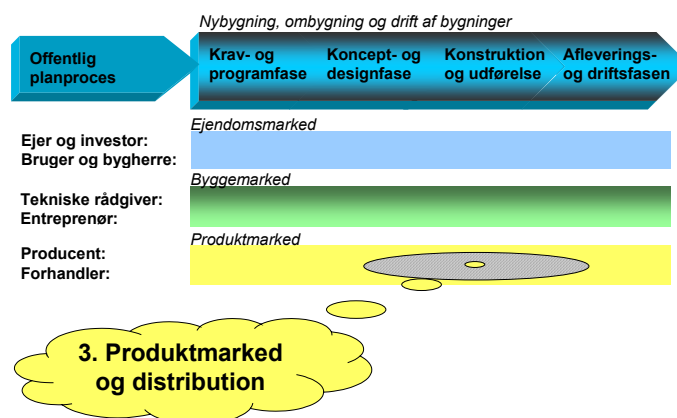 Nybygning, ombygning og drift af bygninger
Offentlig
planproces
Krav- og
programfase
Koncept- og
designfase
Konstruktion
og udførelse
Afleverings-
og driftsfasen
Ejendomsmarked
Ejer og investor:
Bruger og bygherre:
Byggemarked
Tekniske rådgiver:
Entreprenør:
Produktmarked
Producent:
Forhandler:
3. Produktmarked
og distribution